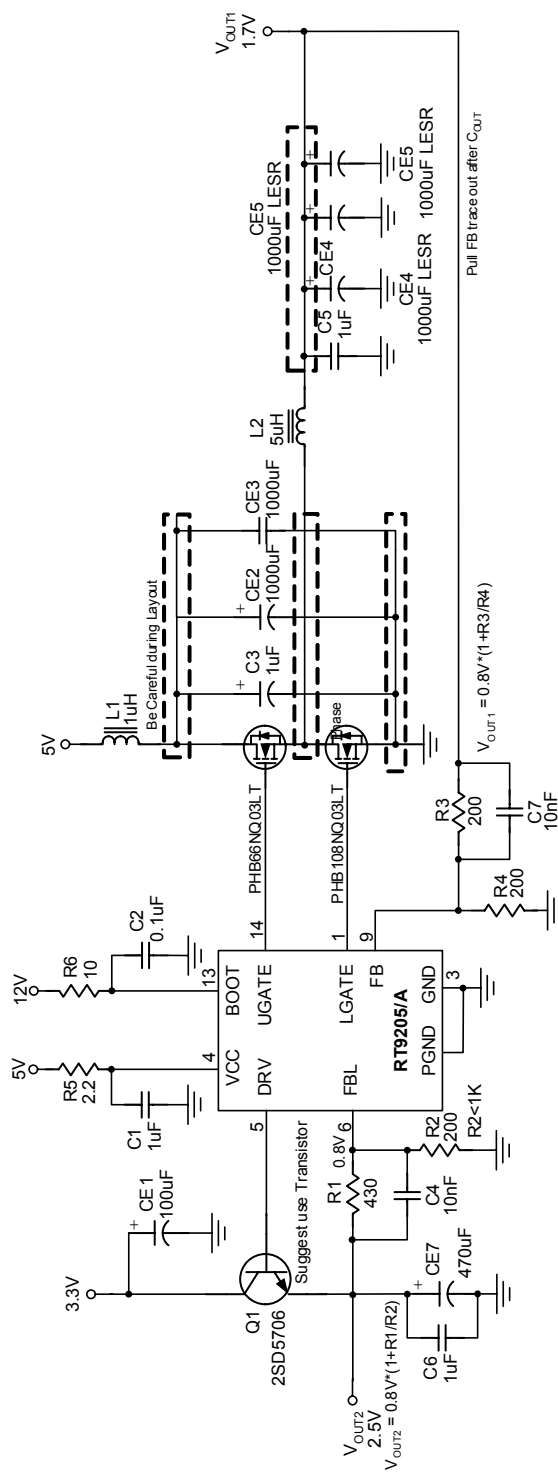 3.3V
CE1
100uF
+
Q1
2SD5706
Suggest use Transistor
5V
R5
2.2
C1
1uF
12V
R6
10
C2
0.1uF
5V
L1
1uH
Be Careful during Layout
C3
1uF
+
CE2
1000uF
+
CE3
1000uF
PHB66NQ03LT
PHB108NQ03LT
Phase
L2
5uH
CE5
1000uF LESR
C5
1uF
+
CE4
+
+
CE4
1000uF LESR
CE5
1000uF LESR
VOUT1
1.7V
Pull FB trace out after COUT
4
VCC
13
BOOT
5
DRV
UGATE
14
6
FBL
LGATE
1
FB
9
RT9205/A
PGND
GND
3
0.8V
R1
430
C4
10nF
R2
200
R2<1K
CE7
470uF
+
C6
1uF
VOUT2
2.5V
VOUT2 = 0.8V*(1+R1/R2)
R4
200
R3
200
C7
10nF
VOUT1 = 0.8V*(1+R3/R4)